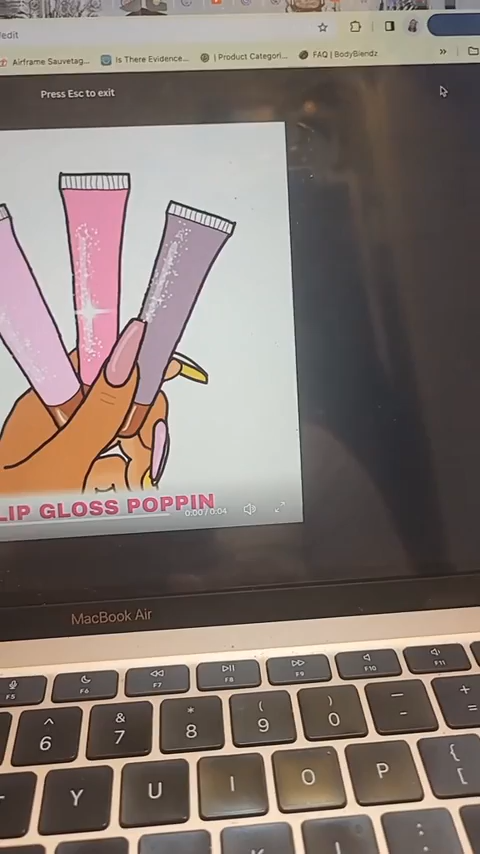 /edit
Airframe Sauvetag... Is There Evidence... | Product Categori... FAQ | BodyBlendz »
Press Esc to exit
LIP GLOSS POPPIN
0:00 / 0:04
MacBook Air
F5 F6 F7 F8 F9 F10 F11
^ & * ( ) — +
6 7 8 9 0 - =
Y U I O P { [
K L :